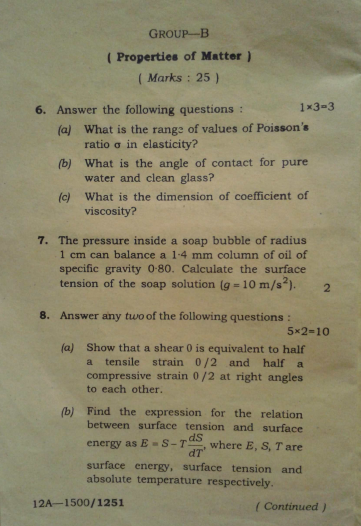 GROUP—B
( Properties of Matter )
( Marks : 25 )
6. Answer the following questions : 1×3=3
(a) What is the range of values of Poisson's
ratio σ in elasticity?
(b) What is the angle of contact for pure
water and clean glass?
(c) What is the dimension of coefficient of
viscosity?
7. The pressure inside a soap bubble of radius
1 cm can balance a 1·4 mm column of oil of
specific gravity 0·80. Calculate the surface
tension of the soap solution (g = 10 m/s²). 2
8. Answer any two of the following questions :
5×2=10
(a) Show that a shear θ is equivalent to half
a tensile strain θ/2 and half a
compressive strain θ/2 at right angles
to each other.
(b) Find the expression for the relation
between surface tension and surface
energy as E = S − T dS/dT, where E, S, T are
surface energy, surface tension and
absolute temperature respectively.
12A—1500/1251 ( Continued )